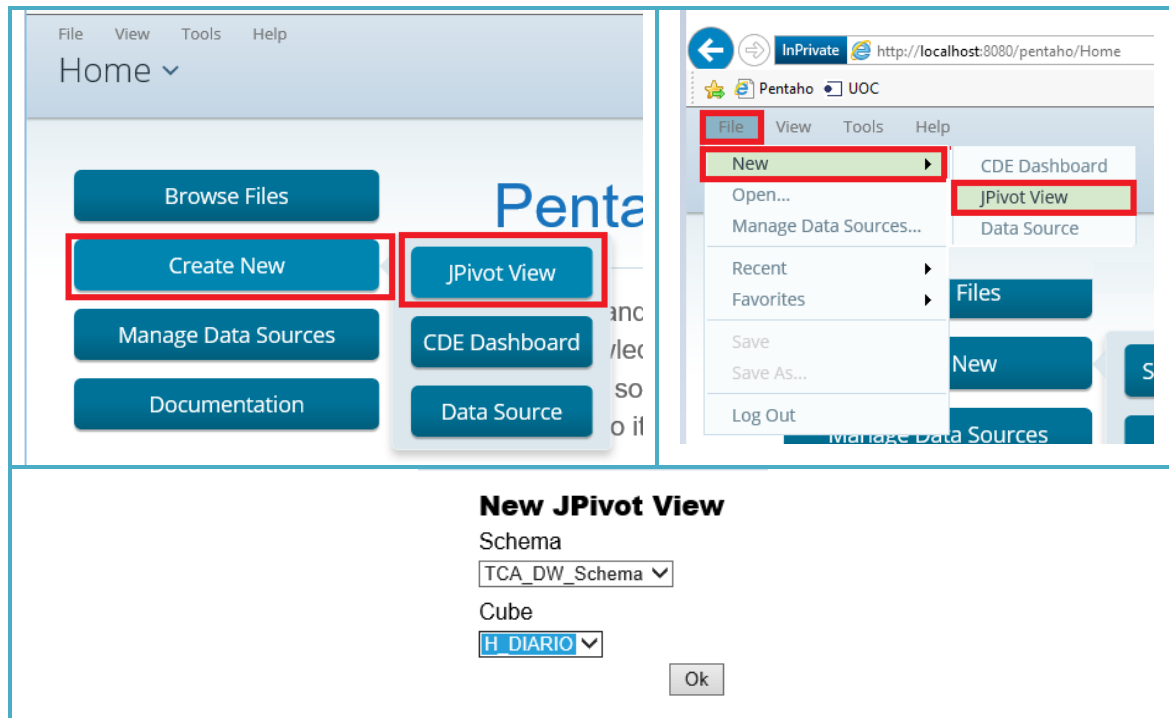 File View Tools Help
Home
Browse Files
Penta
Create New
JPivot View
Manage Data Sources
CDE Dashboard
Documentation
Data Source
InPrivate http://localhost:8080/pentaho/Home
Pentaho UOC
File View Tools Help
New
CDE Dashboard
Open...
JPivot View
Manage Data Sources...
Data Source
Recent
Favorites
Files
Save
New
Save As...
Log Out
Manage Data Sources
New JPivot View
Schema
TCA_DW_Schema
Cube
H_DIARIO
Ok